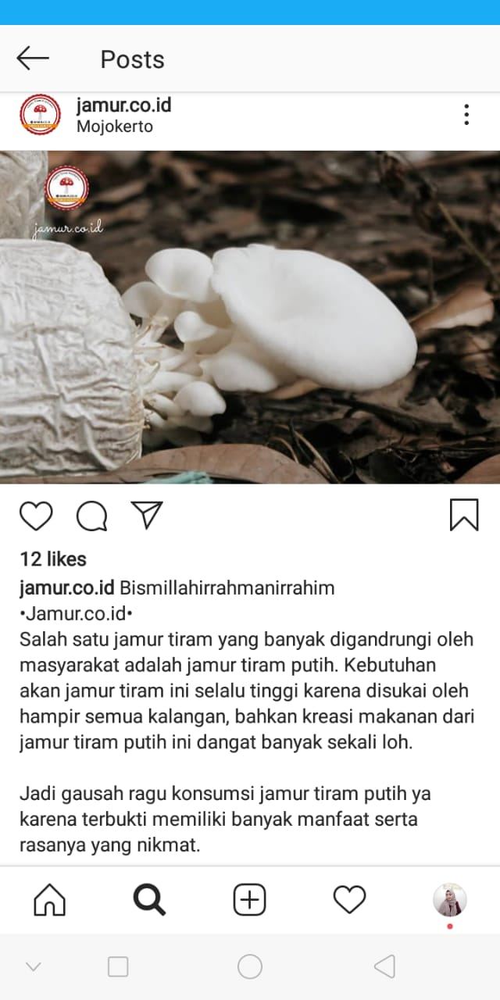 Posts
jamur.co.id
Mojokerto
jamur.co.id
12 likes
jamur.co.id Bismillahirrahmanirrahim
•Jamur.co.id•
Salah satu jamur tiram yang banyak digandrungi oleh
masyarakat adalah jamur tiram putih. Kebutuhan
akan jamur tiram ini selalu tinggi karena disukai oleh
hampir semua kalangan, bahkan kreasi makanan dari
jamur tiram putih ini dangat banyak sekali loh.
Jadi gausah ragu konsumsi jamur tiram putih ya
karena terbukti memiliki banyak manfaat serta
rasanya yang nikmat.